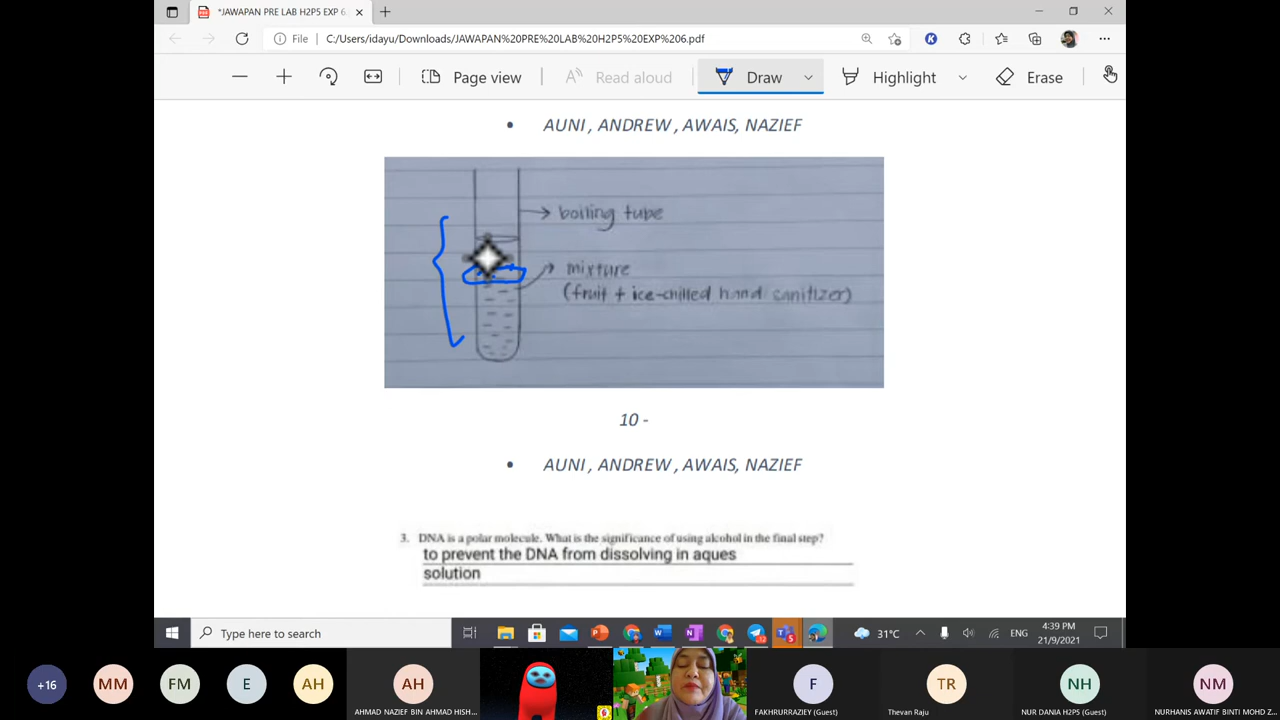 *JAWAPAN PRE LAB H2P5 EXP 6
File
C:/Users/idayu/Downloads/JAWAPAN%20PRE%20LAB%20H2P5%20EXP%206.pdf
Page view
Read aloud
Draw
Highlight
Erase
• AUNI , ANDREW , AWAIS, NAZIEF
boiling tube
mixture
(fruit + ice-chilled hand sanitizer)
10 -
• AUNI , ANDREW , AWAIS, NAZIEF
3. DNA is a polar molecule. What is the significance of using alcohol in the final step?
to prevent the DNA from dissolving in aques
solution
Type here to search
31°C
ENG
4:39 PM
21/9/2021
+16
MM
FM
E
AH
AH
F
TR
NH
NM
AHMAD NAZIEF BIN AHMAD HISH...
FAKHRURRAZIEY (Guest)
Thevan Raju
NUR DANIA H2P5 (Guest)
NURHANIS AWATIF BINTI MOHD Z...